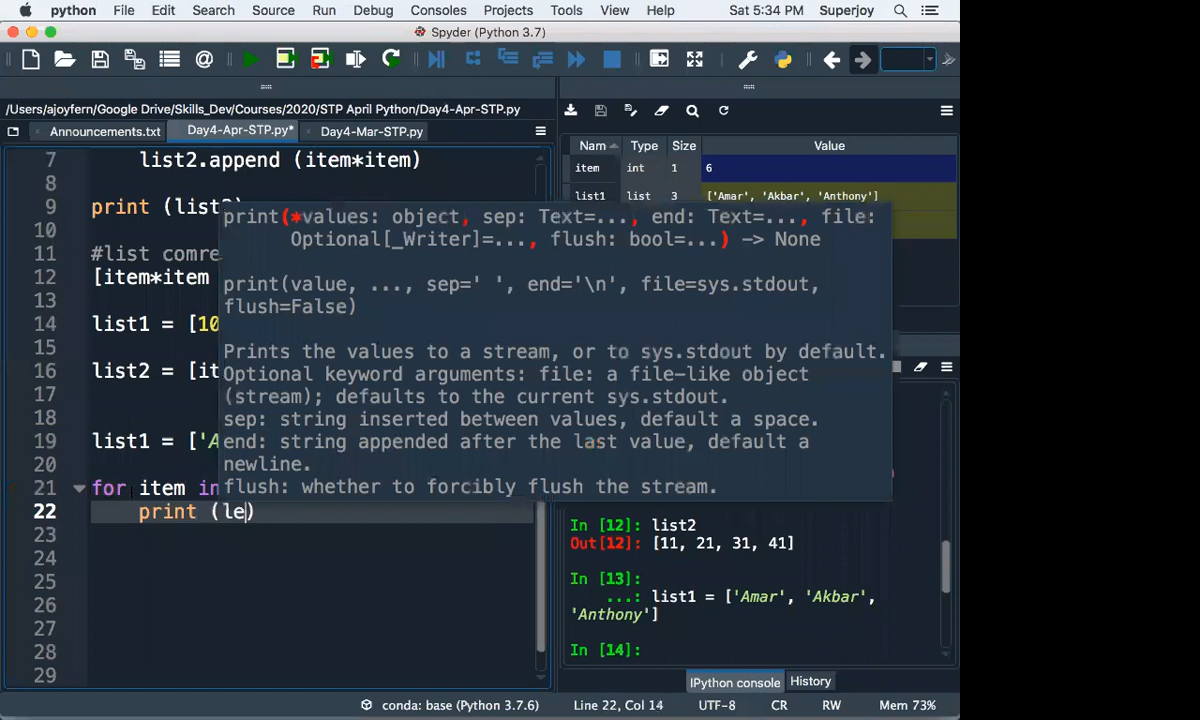 python File Edit Search Source Run Debug Consoles Projects Tools View Help Sat 5:34 PM Superjoy
Spyder (Python 3.7)
/Users/ajoyfern/Google Drive/Skills_Dev/Courses/2020/STP April Python/Day4-Apr-STP.py
Announcements.txt Day4-Apr-STP.py* Day4-Mar-STP.py
7 list2.append (item*item)
8
9 print (list2)
10
11 #list comre
12 [item*item
13
14 list1 = [10
15
16 list2 = [it
17
18
19 list1 = ['A
20
21 for item in
22 print (le)
23
24
25
26
27
28
29
print(*values: object, sep: Text=..., end: Text=..., file:
Optional[_Writer]=..., flush: bool=...) -> None
print(value, ..., sep=' ', end='\n', file=sys.stdout,
flush=False)
Prints the values to a stream, or to sys.stdout by default.
Optional keyword arguments: file: a file-like object
(stream); defaults to the current sys.stdout.
sep: string inserted between values, default a space.
end: string appended after the last value, default a
newline.
flush: whether to forcibly flush the stream.
Nam Type Size Value
item int 1 6
list1 list 3 ['Amar', 'Akbar', 'Anthony']
In [12]: list2
Out[12]: [11, 21, 31, 41]
In [13]:
...: list1 = ['Amar', 'Akbar',
'Anthony']
In [14]:
IPython console History
conda: base (Python 3.7.6) Line 22, Col 14 UTF-8 CR RW Mem 73%